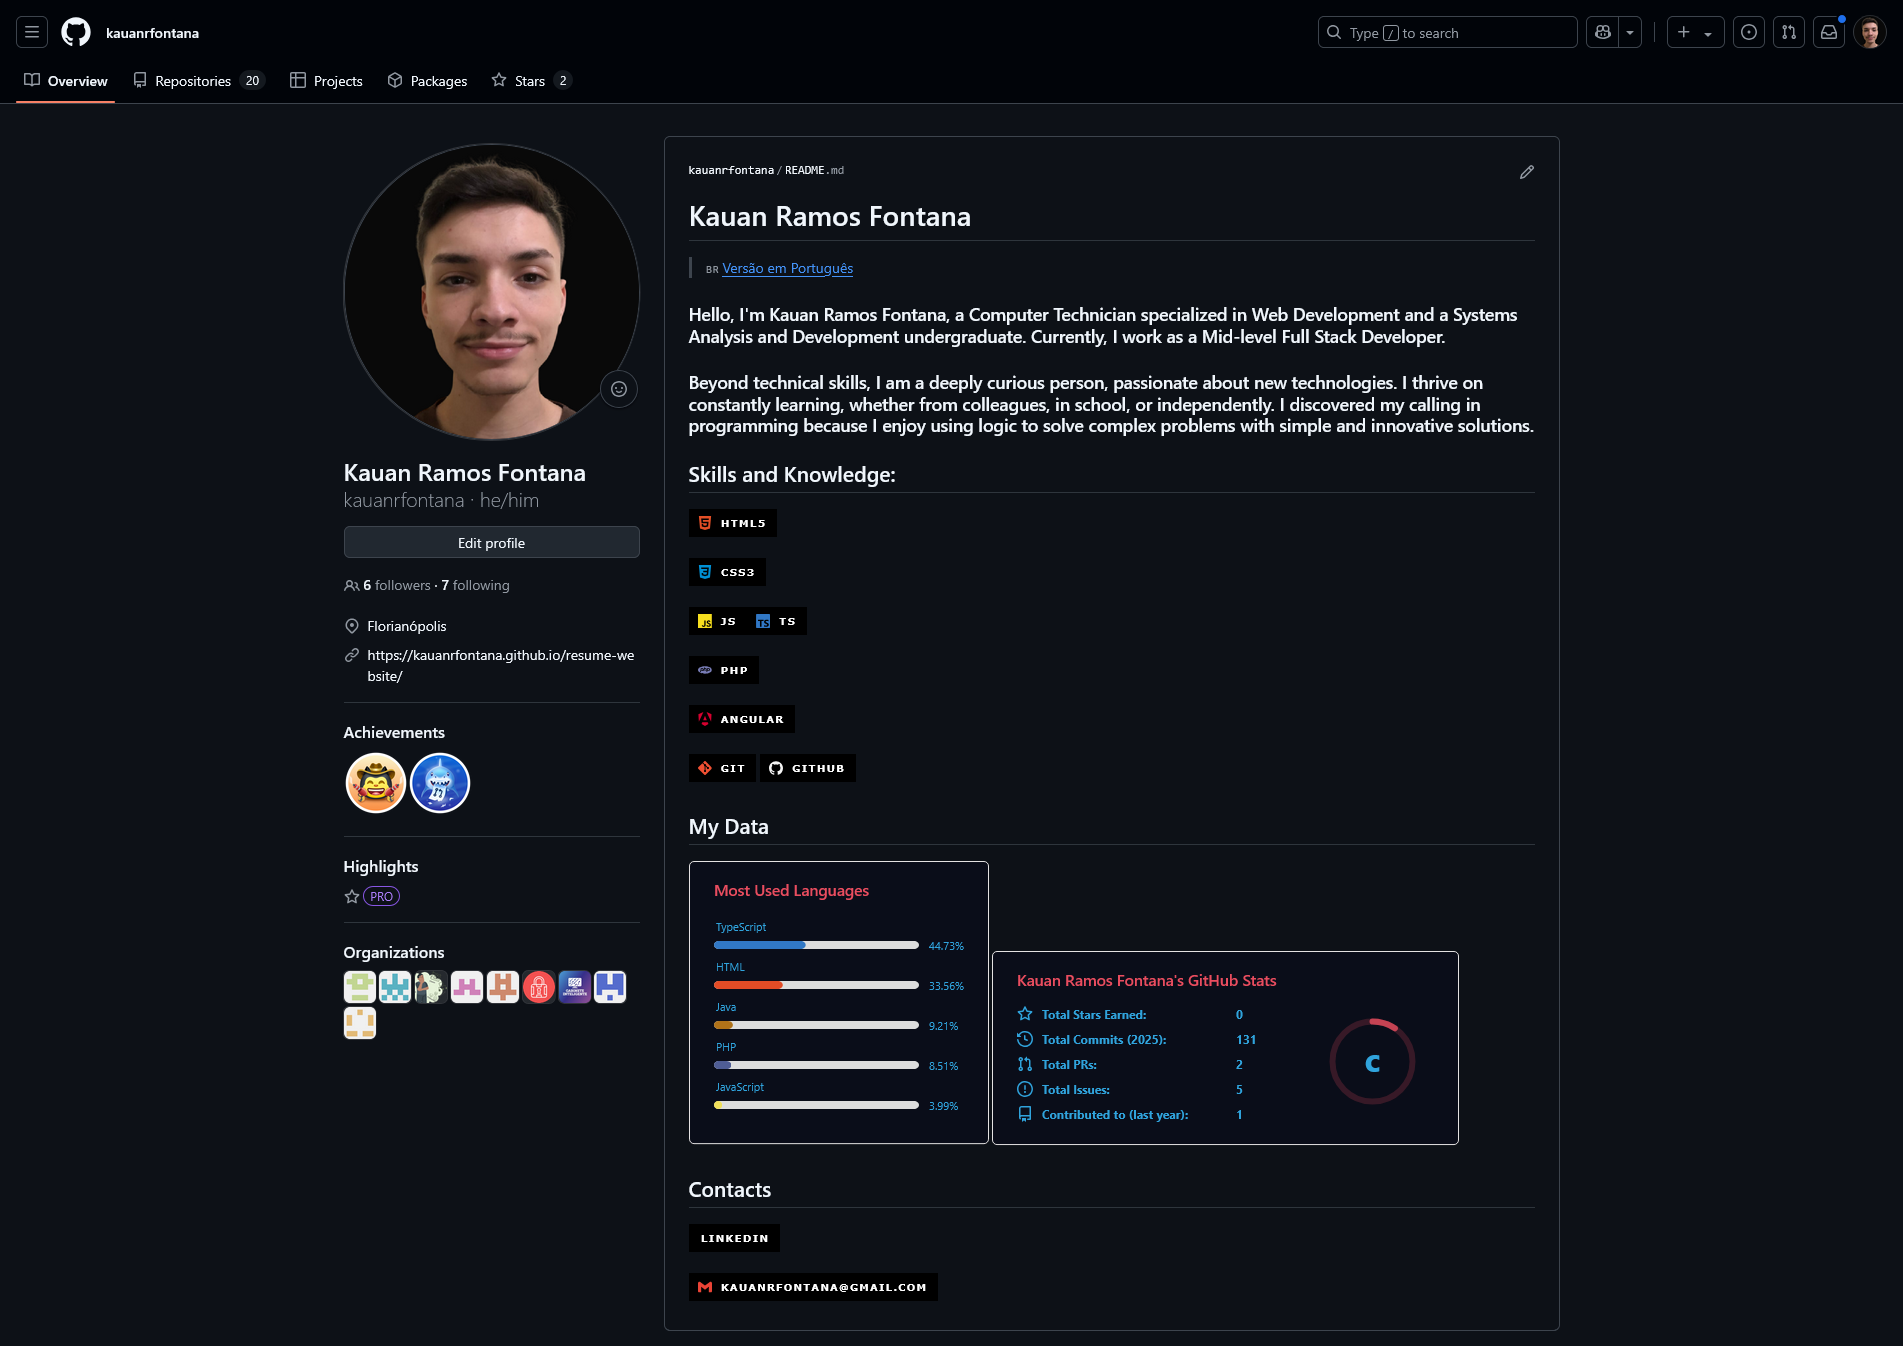 kauanrfontana
Type / to search
Overview
Repositories 20
Projects
Packages
Stars 2
kauanrfontana / README.md
Kauan Ramos Fontana
BR Versão em Português
Hello, I'm Kauan Ramos Fontana, a Computer Technician specialized in Web Development and a Systems
Analysis and Development undergraduate. Currently, I work as a Mid-level Full Stack Developer.
Beyond technical skills, I am a deeply curious person, passionate about new technologies. I thrive on
constantly learning, whether from colleagues, in school, or independently. I discovered my calling in
programming because I enjoy using logic to solve complex problems with simple and innovative solutions.
Kauan Ramos Fontana
kauanrfontana · he/him
Edit profile
6 followers · 7 following
Florianópolis
https://kauanrfontana.github.io/resume-we
bsite/
Achievements
Highlights
PRO
Organizations
Skills and Knowledge:
HTML5
CSS3
JS TS
PHP
ANGULAR
GIT GITHUB
My Data
Most Used Languages
TypeScript
44.73%
HTML
33.56%
Java
9.21%
PHP
8.51%
JavaScript
3.99%
Kauan Ramos Fontana's GitHub Stats
Total Stars Earned: 0
Total Commits (2025): 131
Total PRs: 2
Total Issues: 5
Contributed to (last year): 1
C
Contacts
LINKEDIN
KAUANRFONTANA@GMAIL.COM